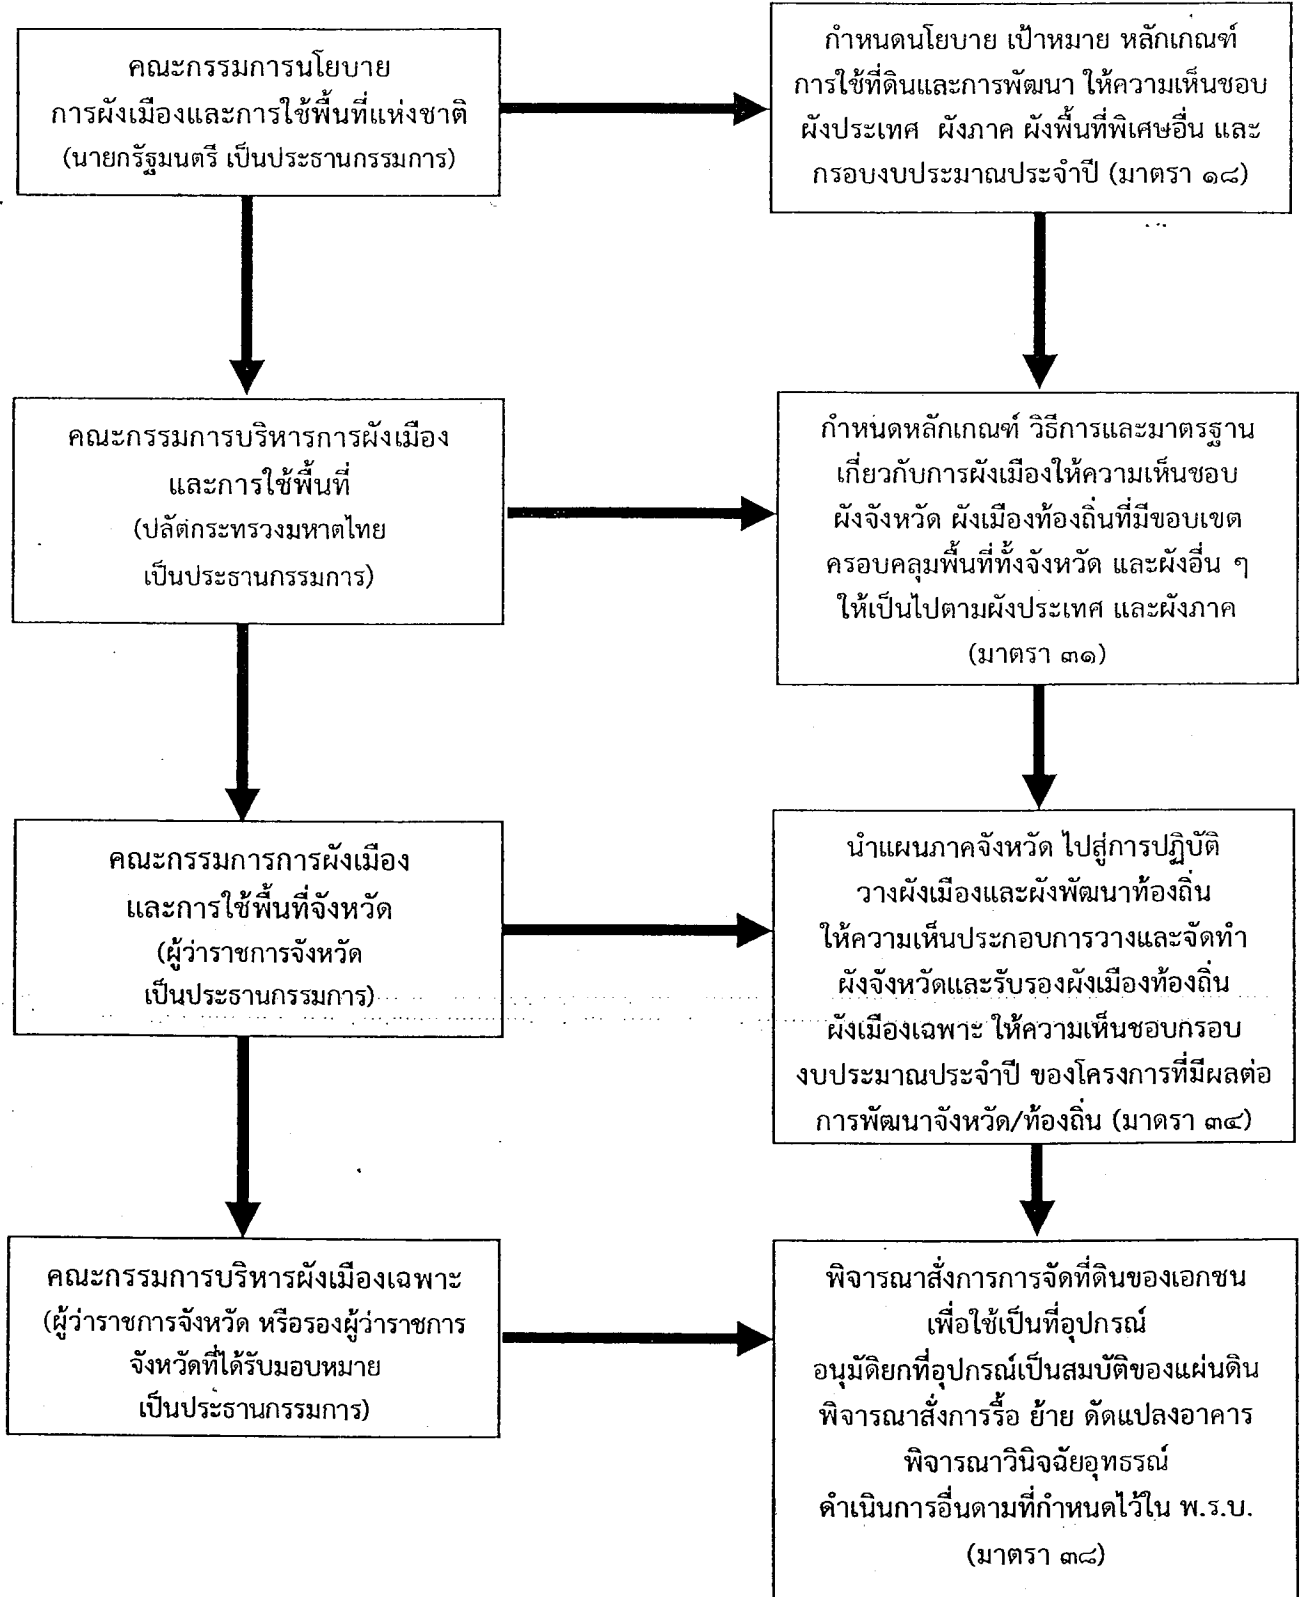 คณะกรรมการนโยบาย
การผังเมืองและการใช้พื้นที่แห่งชาติ
(นายกรัฐมนตรี เป็นประธานกรรมการ)
กำหนดนโยบาย เป้าหมาย หลักเกณฑ์
การใช้ที่ดินและการพัฒนา ให้ความเห็นชอบ
ผังประเทศ ผังภาค ผังพื้นที่พิเศษอื่น และ
กรอบงบประมาณประจำปี (มาตรา ๑๘)
คณะกรรมการบริหารการผังเมือง
และการใช้พื้นที่
(ปลัดกระทรวงมหาดไทย
เป็นประธานกรรมการ)
กำหนดหลักเกณฑ์ วิธีการและมาตรฐาน
เกี่ยวกับการผังเมืองให้ความเห็นชอบ
ผังจังหวัด ผังเมืองท้องถิ่นที่มีขอบเขต
ครอบคลุมพื้นที่ทั้งจังหวัด และผังอื่น ๆ
ให้เป็นไปตามผังประเทศ และผังภาค
(มาตรา ๓๑)
คณะกรรมการการผังเมือง
และการใช้พื้นที่จังหวัด
(ผู้ว่าราชการจังหวัด
เป็นประธานกรรมการ)
นำแผนภาคจังหวัด ไปสู่การปฏิบัติ
วางผังเมืองและผังพัฒนาท้องถิ่น
ให้ความเห็นประกอบการวางและจัดทำ
ผังจังหวัดและรับรองผังเมืองท้องถิ่น
ผังเมืองเฉพาะ ให้ความเห็นชอบกรอบ
งบประมาณประจำปี ของโครงการที่มีผลต่อ
การพัฒนาจังหวัด/ท้องถิ่น (มาตรา ๓๔)
คณะกรรมการบริหารผังเมืองเฉพาะ
(ผู้ว่าราชการจังหวัด หรือรองผู้ว่าราชการ
จังหวัดที่ได้รับมอบหมาย
เป็นประธานกรรมการ)
พิจารณาสั่งการการจัดที่ดินของเอกชน
เพื่อใช้เป็นที่อุปกรณ์
อนุมัติยกที่อุปกรณ์เป็นสมบัติของแผ่นดิน
พิจารณาสั่งการรื้อ ย้าย ดัดแปลงอาคาร
พิจารณาวินิจฉัยอุทธรณ์
ดำเนินการอื่นตามที่กำหนดไว้ใน พ.ร.บ.
(มาตรา ๓๘)